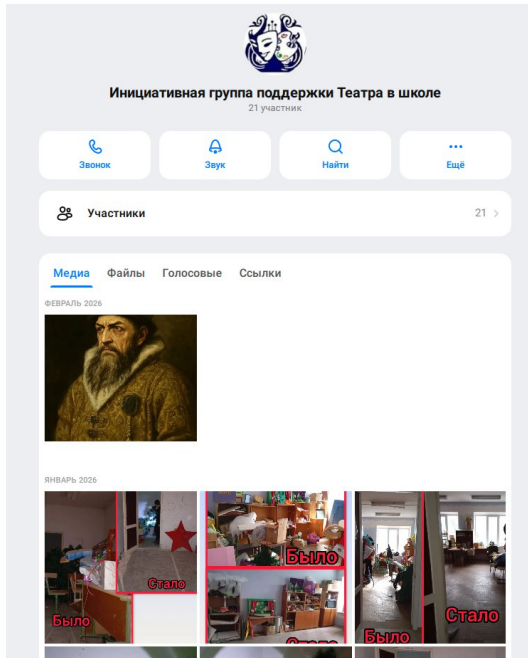 Инициативная группа поддержки Театра в школе
21 участник
Звонок
Звук
Найти
Ещё
Участники
21
Медиа
Файлы
Голосовые
Ссылки
ФЕВРАЛЬ 2026
ЯНВАРЬ 2026
Было
Стало
Было
Стало
Было
Стало